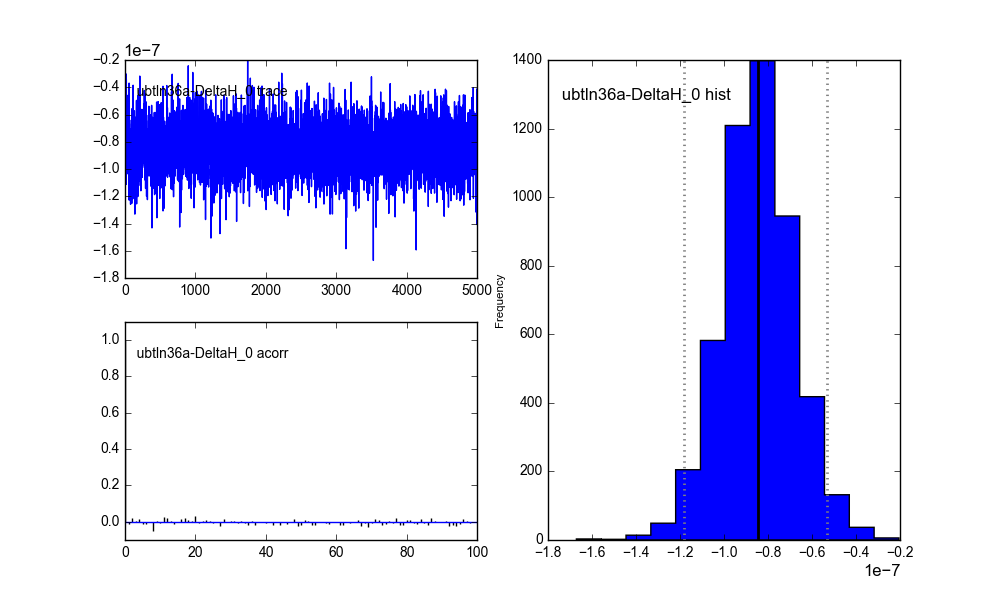 1e−7
−0.2
−0.4
−0.6
−0.8
−1.0
−1.2
−1.4
−1.6
−1.8
ubtln36a-DeltaH_0 trace
0 1000 2000 3000 4000 5000
1.0
0.8
0.6
0.4
0.2
0.0
ubtln36a-DeltaH_0 acorr
0 20 40 60 80 100
Frequency
1400
1200
1000
800
600
400
200
0
ubtln36a-DeltaH_0 hist
−1.8 −1.6 −1.4 −1.2 −1.0 −0.8 −0.6 −0.4 −0.2
1e−7